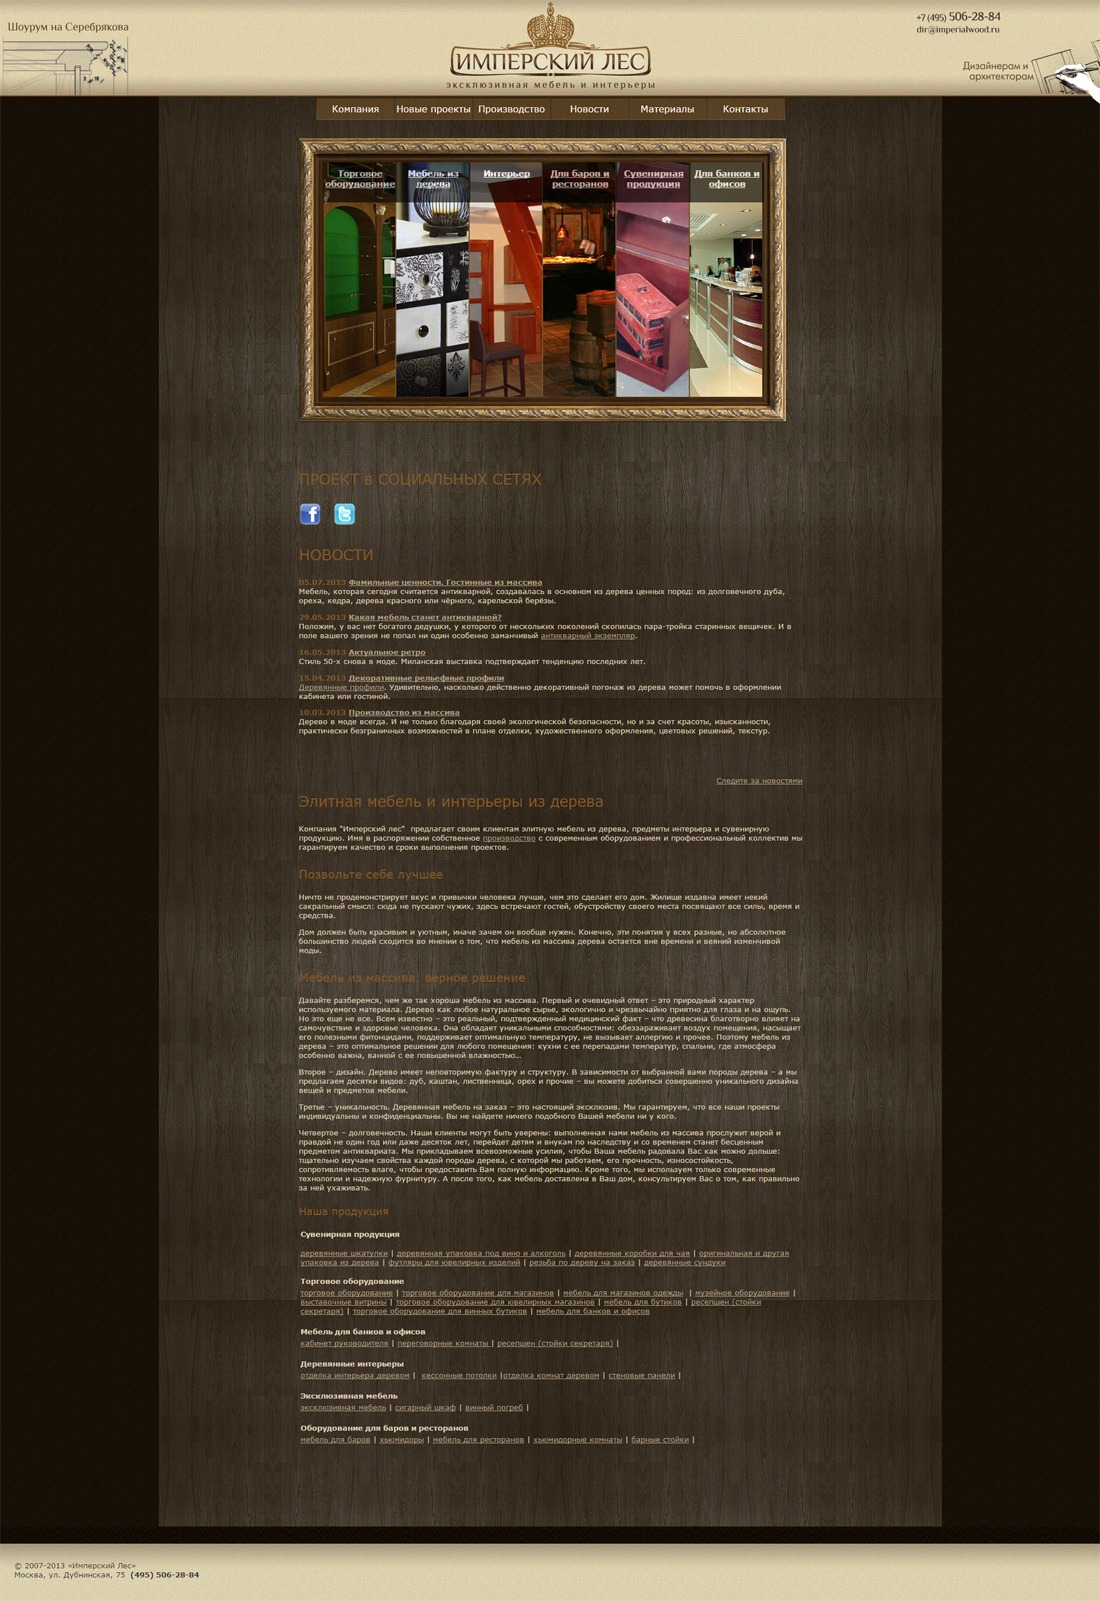 Шоурум на Серебрякова
ИМПЕРСКИЙ ЛЕС
эксклюзивная мебель и интерьеры
+7 (495) 506-28-84
dir@imperialwood.ru
Дизайнерам и
архитекторам
Компания Новые проекты Производство Новости Материалы Контакты
Торговое
оборудование
Мебель из
дерева
Интерьер
Для баров и
ресторанов
Сувенирная
продукция
Для банков и
офисов
ПРОЕКТ в СОЦИАЛЬНЫХ СЕТЯХ
НОВОСТИ
05.07.2013 Фамильные ценности. Гостинные из массива
Мебель, которая сегодня считается антикварной, создавалась в основном из дерева ценных пород: из долговечного дуба,
ореха, кедра, дерева красного или чёрного, карельской берёзы.
29.05.2013 Какая мебель станет антикварной?
Положим, у вас нет богатого дедушки, у которого от нескольких поколений скопилась пара-тройка старинных вещичек. И в
поле вашего зрения не попал ни один особенно заманчивый антикварный экземпляр.
16.05.2013 Актуальное ретро
Стиль 50-х снова в моде. Миланская выставка подтверждает тенденцию последних лет.
15.04.2013 Декоративные рельефные профили
Деревянные профили. Удивительно, насколько действенно декоративный погонаж из дерева может помочь в оформлении
кабинета или гостиной.
10.03.2013 Производство из массива
Дерево в моде всегда. И не только благодаря своей экологической безопасности, но и за счет красоты, изысканности,
практически безграничных возможностей в плане отделки, художественного оформления, цветовых решений, текстур.
Следите за новостями
Элитная мебель и интерьеры из дерева
Компания "Имперский лес" предлагает своим клиентам элитную мебель из дерева, предметы интерьера и сувенирную
продукцию. Имя в распоряжении собственное производство с современным оборудованием и профессиональный коллектив мы
гарантируем качество и сроки выполнения проектов.
Позвольте себе лучшее
Ничто не продемонстрирует вкус и привычки человека лучше, чем это сделает его дом. Жилище издавна имеет некий
сакральный смысл: сюда не пускают чужих, здесь встречают гостей, обустройству своего места посвящают все силы, время и
средства.
Дом должен быть красивым и уютным, иначе зачем он вообще нужен. Конечно, эти понятия у всех разные, но абсолютное
большинство людей сходится во мнении о том, что мебель из массива дерева остается вне времени и веяний изменчивой
моды.
Мебель из массива: верное решение
Давайте разберемся, чем же так хороша мебель из массива. Первый и очевидный ответ – это природный характер
используемого материала. Дерево как любое натуральное сырье, экологично и чрезвычайно приятно для глаза и на ощупь.
Но это еще не все. Всем известно – это реальный, подтвержденный медицинский факт – что древесина благотворно влияет на
самочувствие и здоровье человека. Она обладает уникальными способностями: обеззараживает воздух помещения, насыщает
его полезными фитонцидами, поддерживает оптимальную температуру, не вызывает аллергию и прочее. Поэтому мебель из
дерева – это оптимальное решении для любого помещения: кухни с ее перепадами температур, спальни, где атмосфера
особенно важна, ванной с ее повышенной влажностью...
Второе – дизайн. Дерево имеет неповторимую фактуру и структуру. В зависимости от выбранной вами породы дерева – а мы
предлагаем десятки видов: дуб, каштан, лиственница, орех и прочие – вы можете добиться совершенно уникального дизайна
вещей и предметов мебели.
Третье – уникальность. Деревянная мебель на заказ – это настоящий эксклюзив. Мы гарантируем, что все наши проекты
индивидуальны и конфиденциальны. Вы не найдете ничего подобного Вашей мебели ни у кого.
Четвертое – долговечность. Наши клиенты могут быть уверены: выполненная нами мебель из массива прослужит верой и
правдой не один год или даже десяток лет, перейдет детям и внукам по наследству и со временем станет бесценным
предметом антиквариата. Мы прикладываем всевозможные усилия, чтобы Ваша мебель радовала Вас как можно дольше:
тщательно изучаем свойства каждой породы дерева, с которой мы работаем, его прочность, износостойкость,
сопротивляемость влаге, чтобы предоставить Вам полную информацию. Кроме того, мы используем только современные
технологии и надежную фурнитуру. А после того, как мебель доставлена в Ваш дом, консультируем Вас о том, как правильно
за ней ухаживать.
Наша продукция
Сувенирная продукция
деревянные шкатулки | деревянная упаковка под вино и алкоголь | деревянные коробки для чая | оригинальная и другая
упаковка из дерева | футляры для ювелирных изделий | резьба по дереву на заказ | деревянные сундуки
Торговое оборудование
торговое оборудование | торговое оборудование для магазинов | мебель для магазинов одежды | музейное оборудование |
выставочные витрины | торговое оборудование для ювелирных магазинов | мебель для бутиков | ресепшен (стойки
секретаря) | торговое оборудование для винных бутиков | мебель для банков и офисов
Мебель для банков и офисов
кабинет руководителя | переговорные комнаты | ресепшен (стойки секретаря) |
Деревянные интерьеры
отделка интерьера деревом | кессонные потолки |отделка комнат деревом | стеновые панели |
Эксклюзивная мебель
эксклюзивная мебель | сигарный шкаф | винный погреб |
Оборудование для баров и ресторанов
мебель для баров | хьюмидоры | мебель для ресторанов | хьюмидорные комнаты | барные стойки |
© 2007-2013 «Имперский Лес»
Москва, ул. Дубнинская, 75 (495) 506-28-84